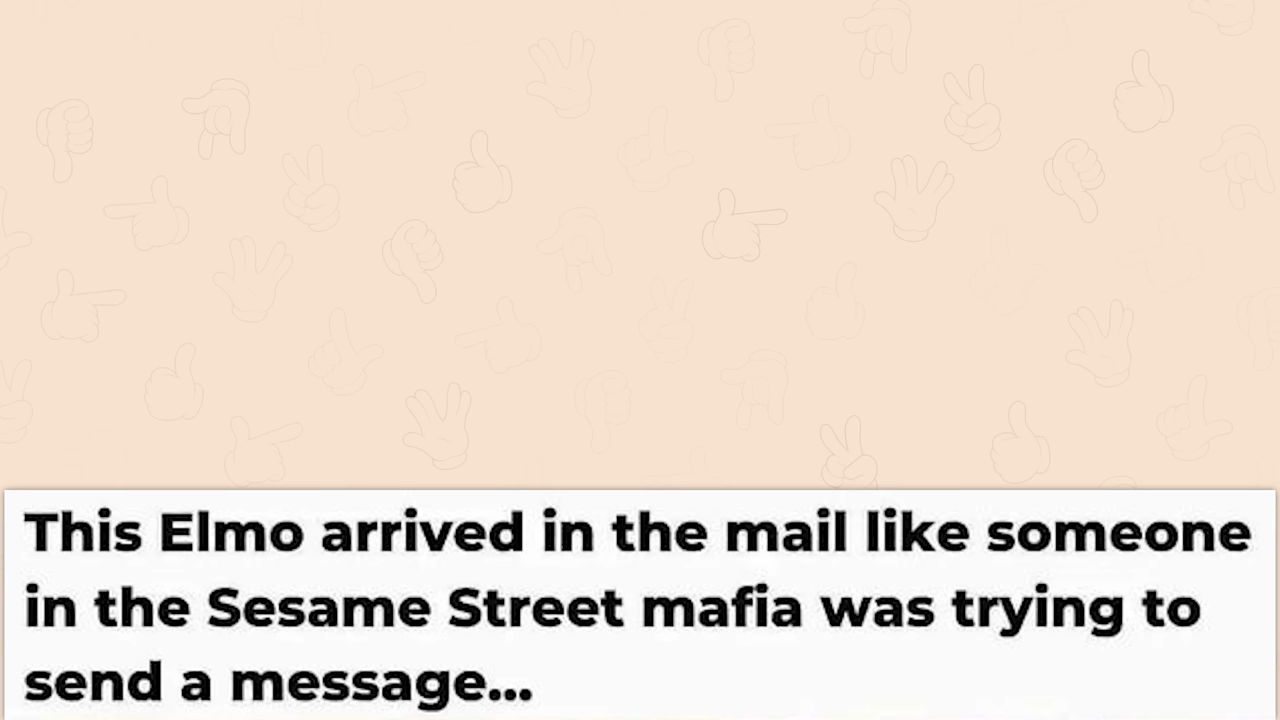 This Elmo arrived in the mail like someone
in the Sesame Street mafia was trying to
send a message...